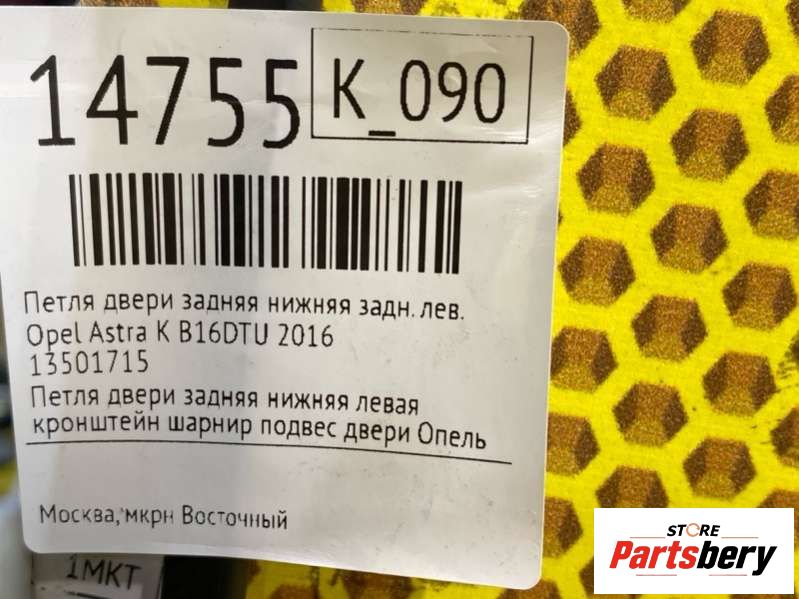 14755
K_090
Петля двери задняя нижняя задн. лев.
Opel Astra K B16DTU 2016
13501715
Петля двери задняя нижняя левая
кронштейн шарнир подвес двери Опель
Москва, мкрн Восточный
1МКТ
STORE
Partsbery